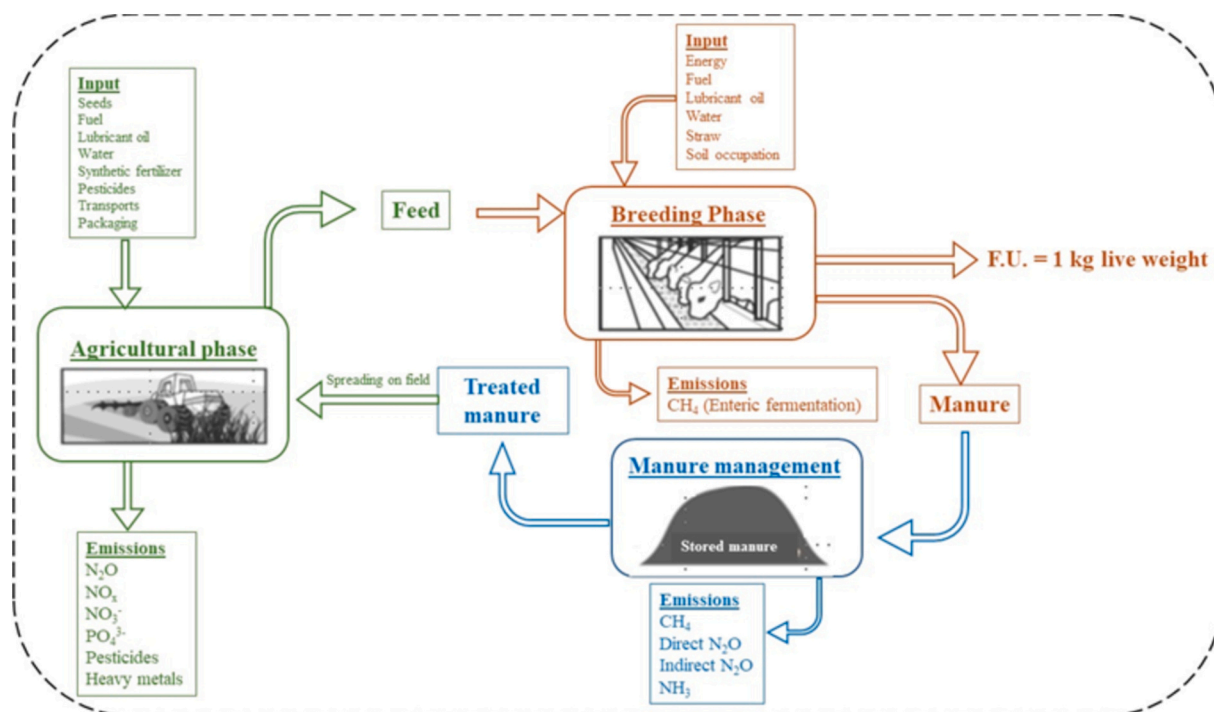 Input
Seeds
Fuel
Lubricant oil
Water
Synthetic fertilizer
Pesticides
Transports
Packaging
Input
Energy
Fuel
Lubricant oil
Water
Straw
Soil occupation
Feed
Breeding Phase
F.U. = 1 kg live weight
Agricultural phase
Spreading on field
Treated
manure
Emissions
CH₄ (Enteric fermentation)
Manure
Manure management
Stored manure
Emissions
N₂O
NOₓ
NO₃⁻
PO₄³⁻
Pesticides
Heavy metals
Emissions
CH₄
Direct N₂O
Indirect N₂O
NH₃